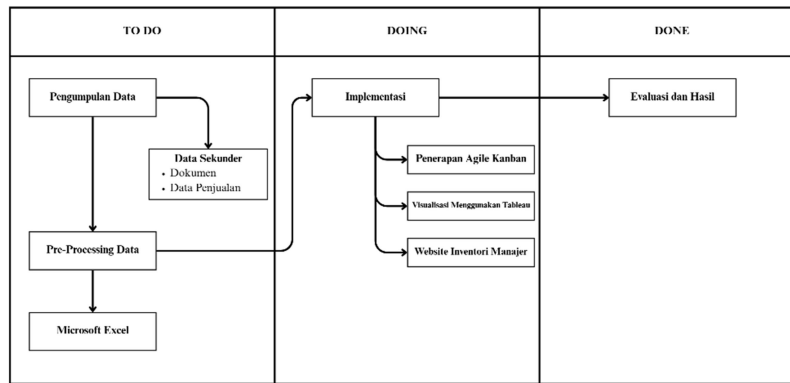 TO DO
DOING
DONE
Pengumpulan Data
Implementasi
Evaluasi dan Hasil
Data Sekunder
• Dokumen
• Data Penjualan
Penerapan Agile Kanban
Visualisasi Menggunakan Tableau
Pre-Processing Data
Website Inventori Manajer
Microsoft Excel